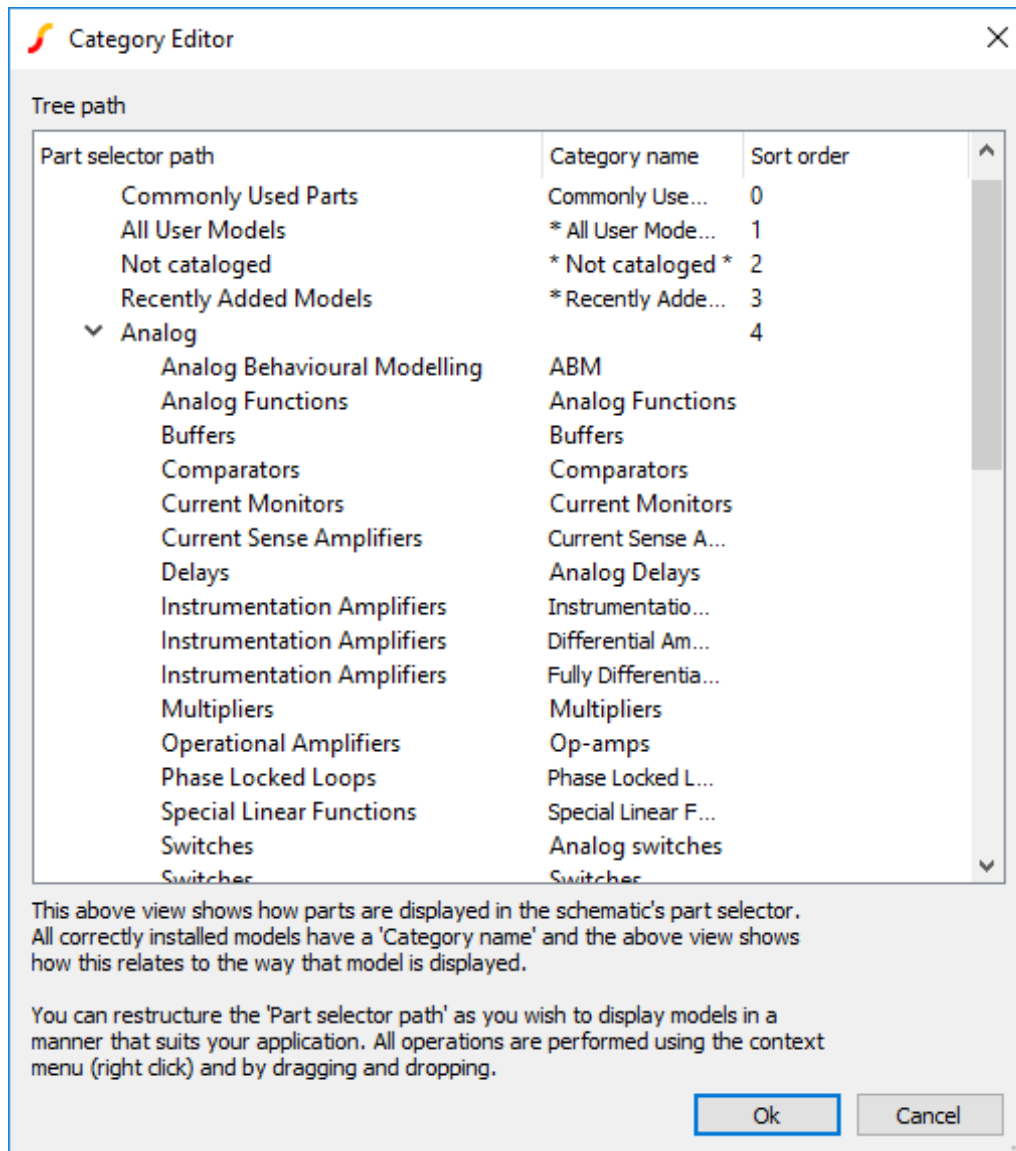 Category Editor
Tree path
Part selector path Category name Sort order
Commonly Used Parts Commonly Use... 0
All User Models * All User Mode... 1
Not cataloged * Not cataloged * 2
Recently Added Models * Recently Adde... 3
Analog 4
Analog Behavioural Modelling ABM
Analog Functions Analog Functions
Buffers Buffers
Comparators Comparators
Current Monitors Current Monitors
Current Sense Amplifiers Current Sense A...
Delays Analog Delays
Instrumentation Amplifiers Instrumentatio...
Instrumentation Amplifiers Differential Am...
Instrumentation Amplifiers Fully Differentia...
Multipliers Multipliers
Operational Amplifiers Op-amps
Phase Locked Loops Phase Locked L...
Special Linear Functions Special Linear F...
Switches Analog switches
Switches Switches
This above view shows how parts are displayed in the schematic's part selector.
All correctly installed models have a 'Category name' and the above view shows
how this relates to the way that model is displayed.
You can restructure the 'Part selector path' as you wish to display models in a
manner that suits your application. All operations are performed using the context
menu (right click) and by dragging and dropping.
Ok Cancel